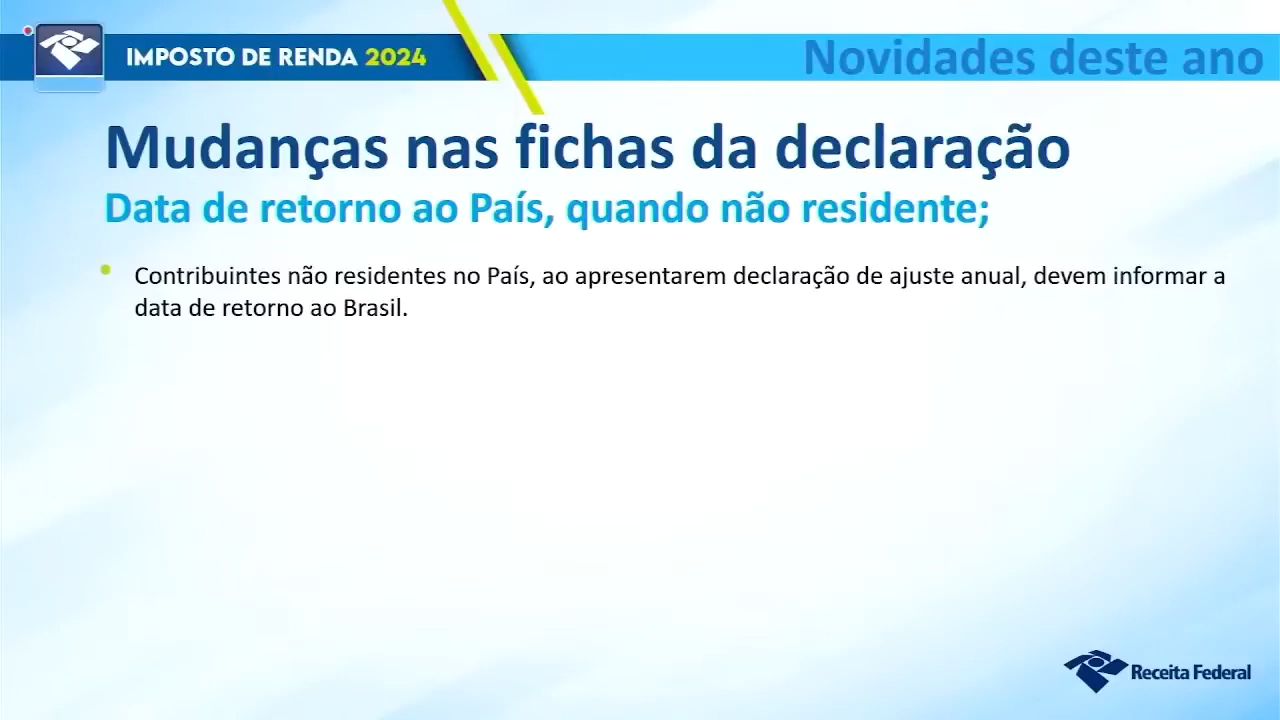 IMPOSTO DE RENDA 2024
Novidades deste ano
Mudanças nas fichas da declaração
Data de retorno ao País, quando não residente;
Contribuintes não residentes no País, ao apresentarem declaração de ajuste anual, devem informar a
data de retorno ao Brasil.
Receita Federal